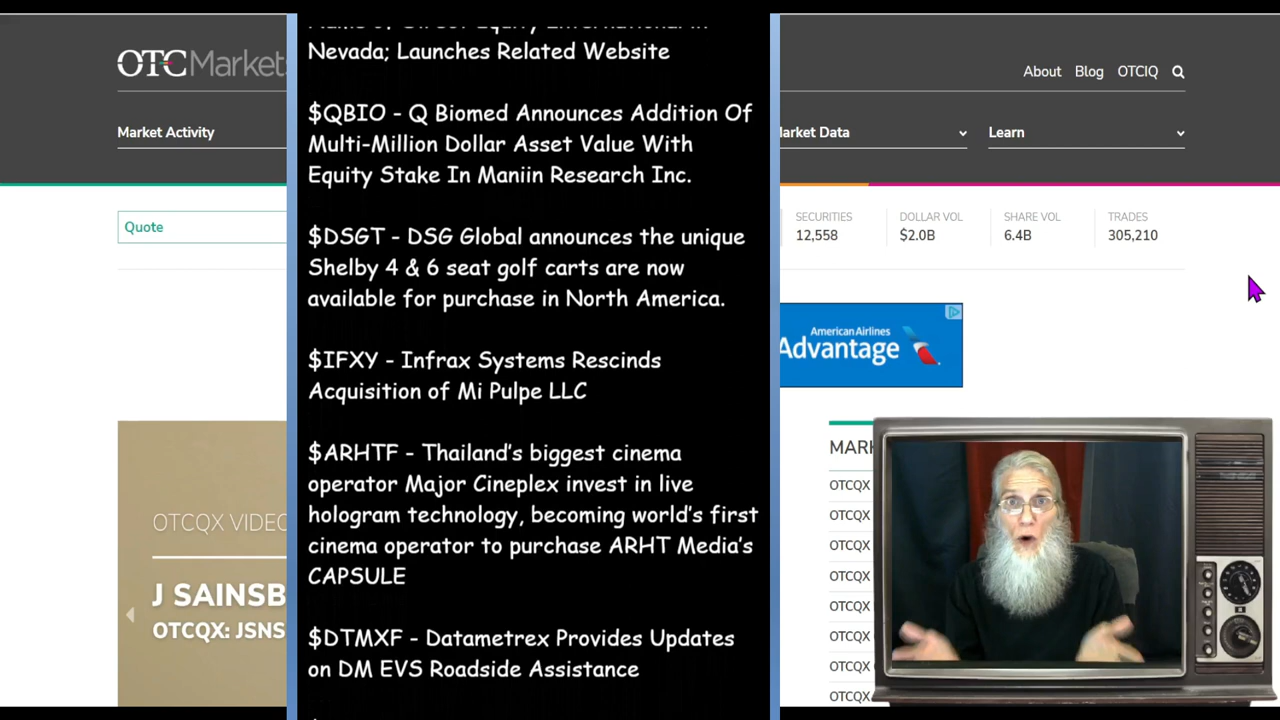 Nevada; Launches Related Website
$QBIO - Q Biomed Announces Addition Of
Multi-Million Dollar Asset Value With
Equity Stake In Maniin Research Inc.
$DSGT - DSG Global announces the unique
Shelby 4 & 6 seat golf carts are now
available for purchase in North America.
$IFXY - Infrax Systems Rescinds
Acquisition of Mi Pulpe LLC
$ARHTF - Thailand's biggest cinema
operator Major Cineplex invest in live
hologram technology, becoming world's first
cinema operator to purchase ARHT Media's
CAPSULE
$DTMXF - Datametrex Provides Updates
on DM EVS Roadside Assistance
OTCMarkets
About Blog OTCIQ
Market Activity
Market Data
Learn
Quote
SECURITIES
12,558
DOLLAR VOL
$2.0B
SHARE VOL
6.4B
TRADES
305,210
American Airlines
AAdvantage
OTCQX VIDEO
J SAINSB
OTCQX: JSNS
MARK
OTCQX
OTCQX
OTCQX
OTCQX
OTCQX
OTCQX
OTCQX
OTCQX